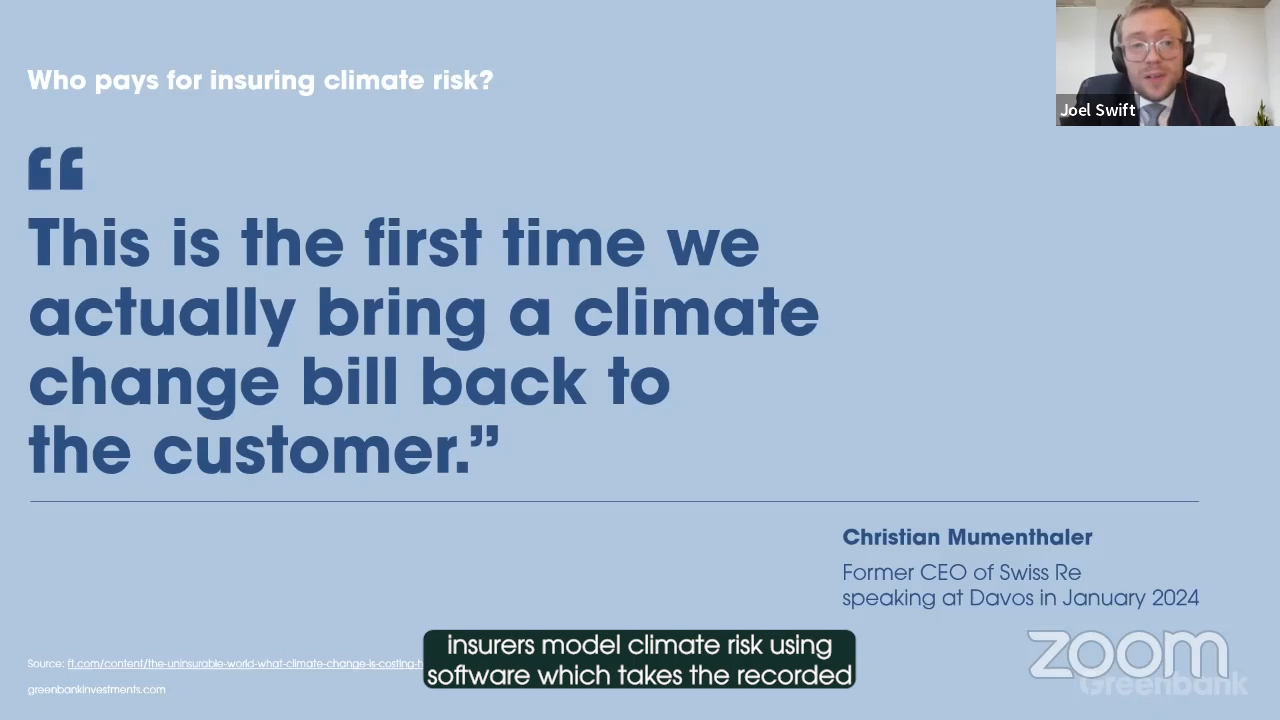 Who pays for insuring climate risk?
Joel Swift
“
This is the first time we
actually bring a climate
change bill back to
the customer.”
Christian Mumenthaler
Former CEO of Swiss Re
speaking at Davos in January 2024
insurers model climate risk using
software which takes the recorded
Source: ft.com/content/the-uninsurable-world-what-climate-change-is-costing-h
greenbankinvestments.com
zoom
Greenbank